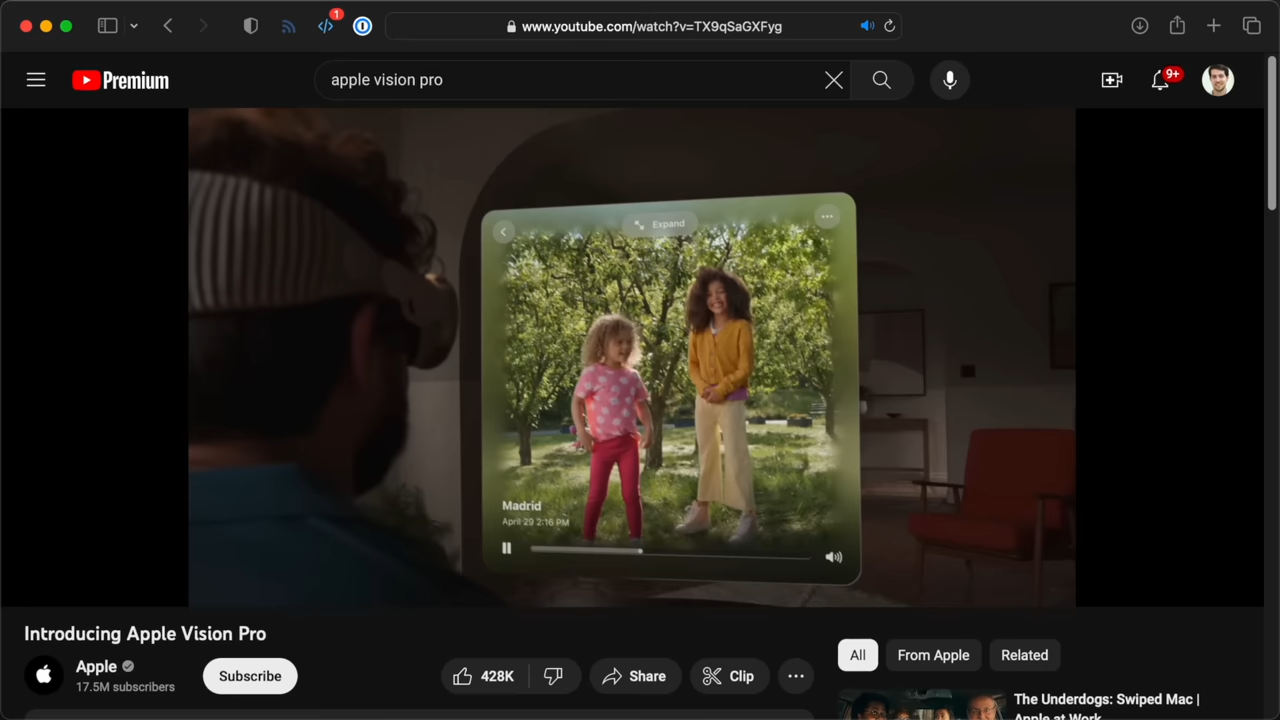 1
www.youtube.com/watch?v=TX9qSaGXFyg
Premium
apple vision pro
9+
Expand
Madrid
April 29 2:16 PM
Introducing Apple Vision Pro
Apple
17.5M subscribers
Subscribe
428K
Share
Clip
All
From Apple
Related
The Underdogs: Swiped Mac |
Apple at Work